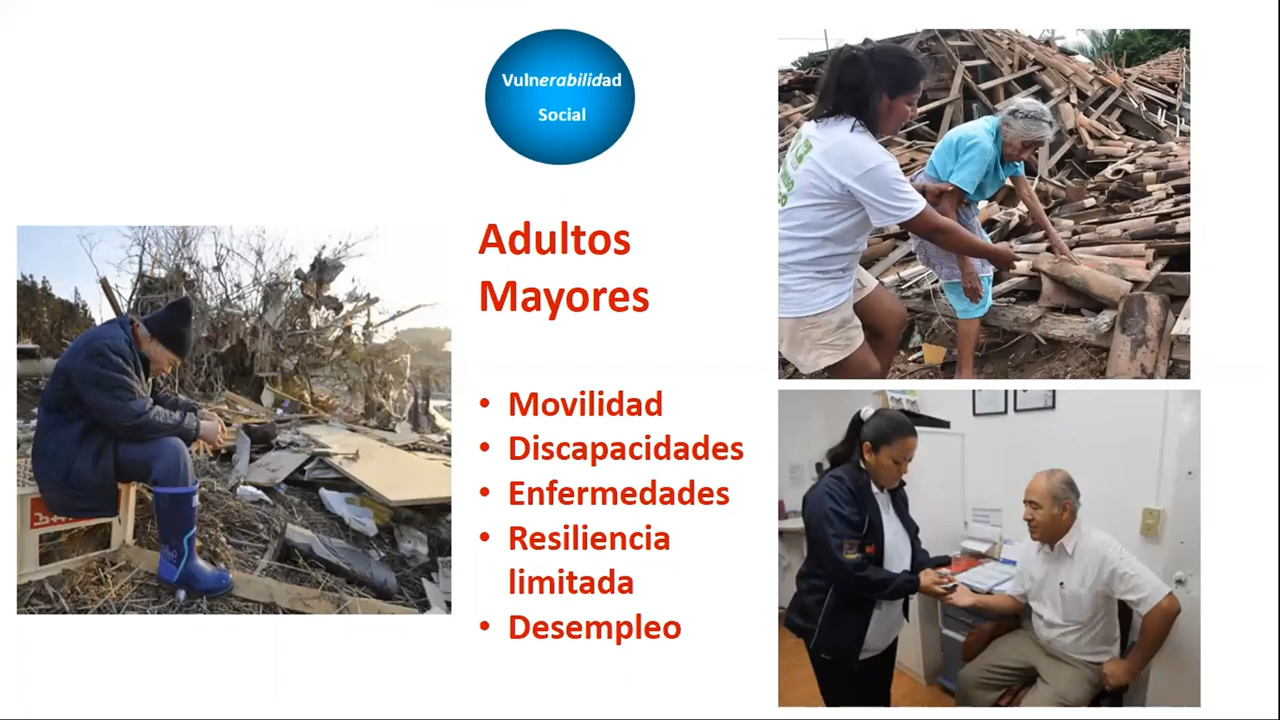 Vulnerabilidad
Social
Adultos
Mayores
• Movilidad
• Discapacidades
• Enfermedades
• Resiliencia
limitada
• Desempleo